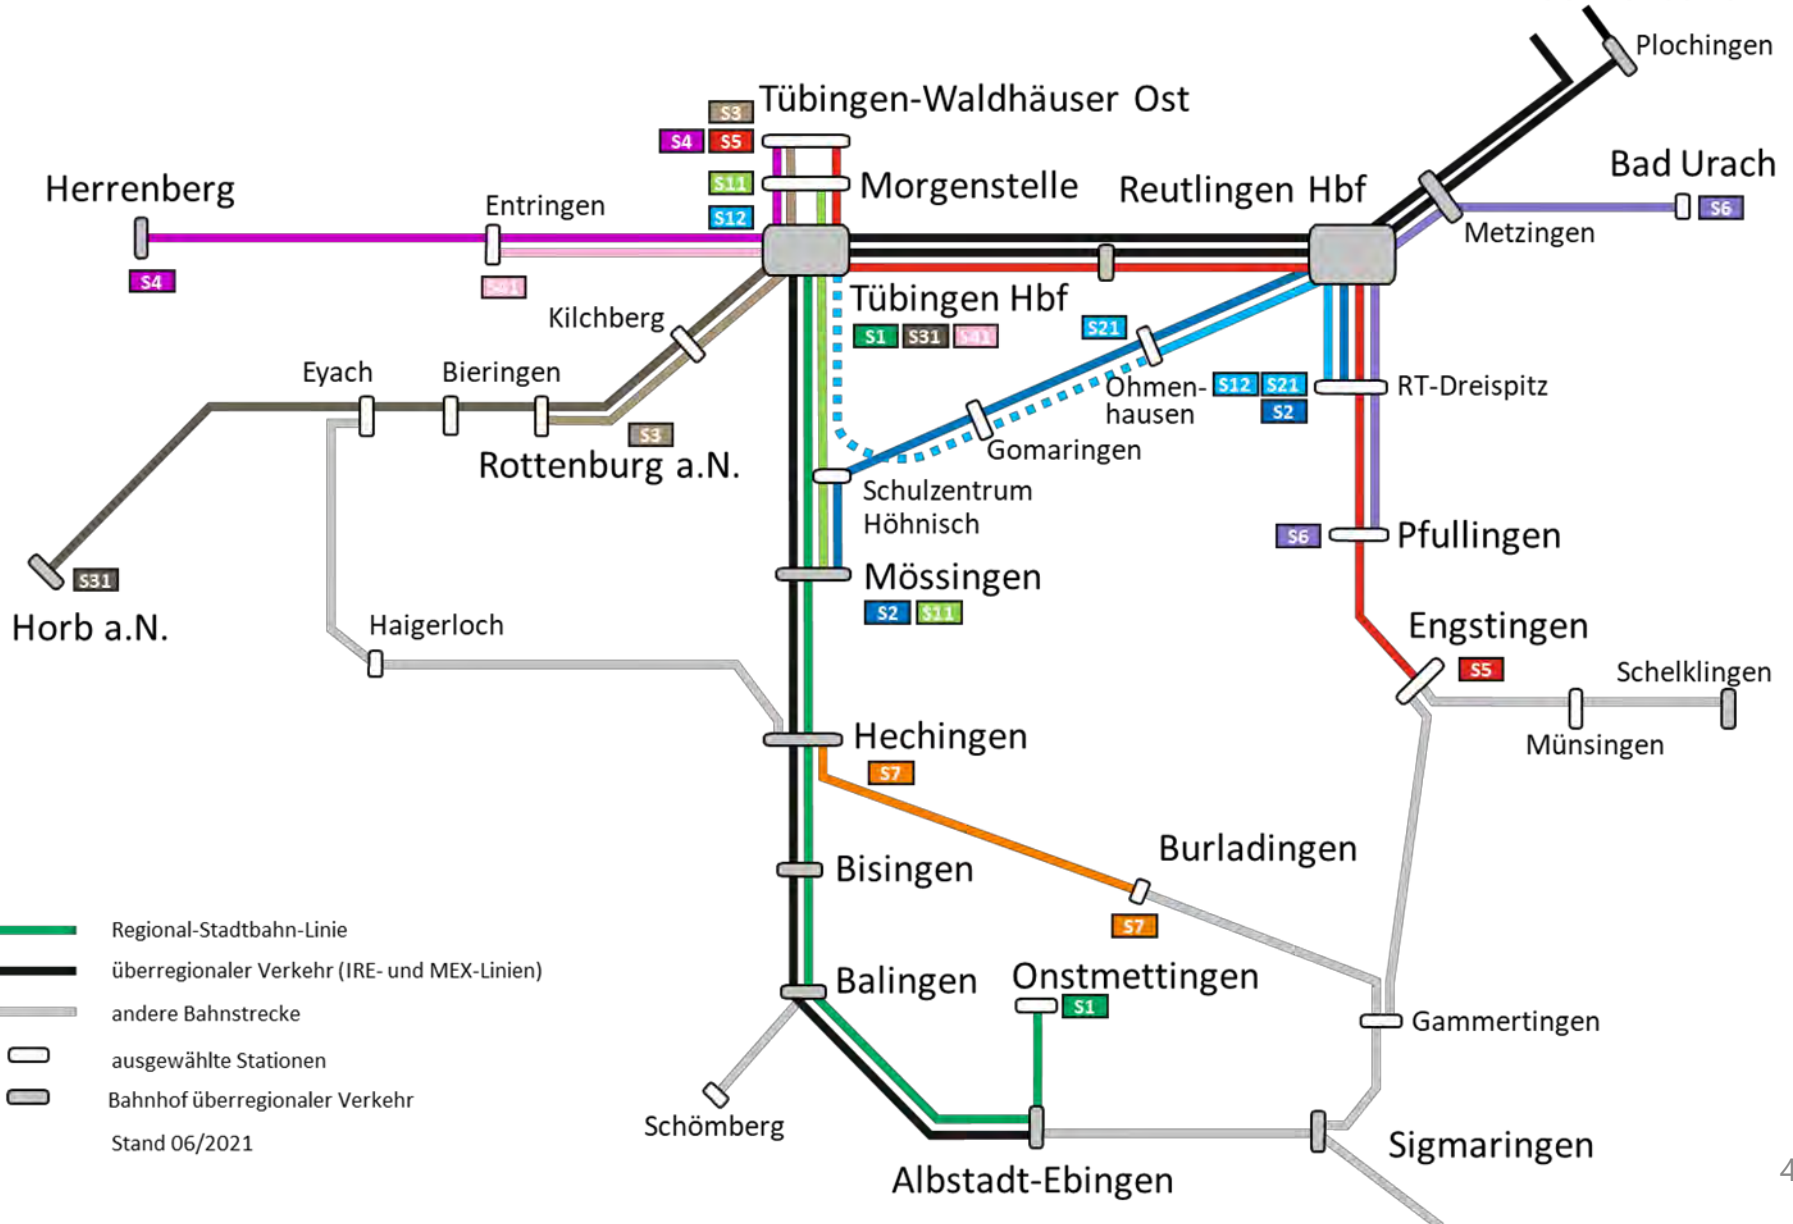 Plochingen
S3
Tübingen-Waldhäuser Ost
S4 S5
Bad Urach
S11
Morgenstelle
Reutlingen Hbf
Herrenberg
Entringen
S12
S6
Metzingen
S4
S41
Kilchberg
Tübingen Hbf
S1 S31 S41
S21
Eyach
Bieringen
Ohmen-
hausen
S12 S21
RT-Dreispitz
S2
S3
Rottenburg a.N.
Gomaringen
Schulzentrum
Höhnisch
S6
Pfullingen
S31
Mössingen
S2 S11
Horb a.N.
Haigerloch
Engstingen
S5
Schelklingen
Münsingen
Hechingen
S7
Burladingen
Bisingen
S7
Regional-Stadtbahn-Linie
überregionaler Verkehr (IRE- und MEX-Linien)
andere Bahnstrecke
ausgewählte Stationen
Bahnhof überregionaler Verkehr
Stand 06/2021
Balingen
Onstmettingen
S1
Gammertingen
Schömberg
Sigmaringen
Albstadt-Ebingen
4